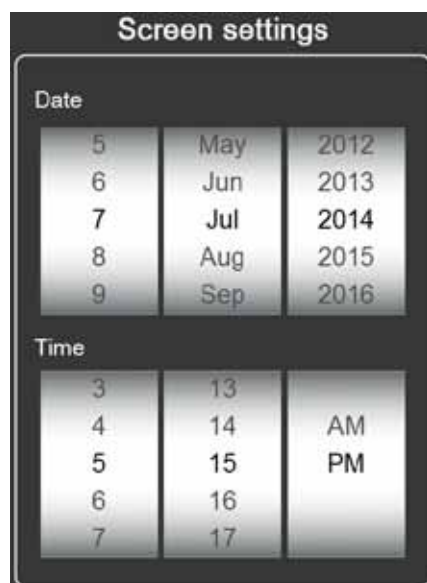 Screen settings
Date
5 May 2012
6 Jun 2013
7 Jul 2014
8 Aug 2015
9 Sep 2016
Time
3 13
4 14 AM
5 15 PM
6 16
7 17